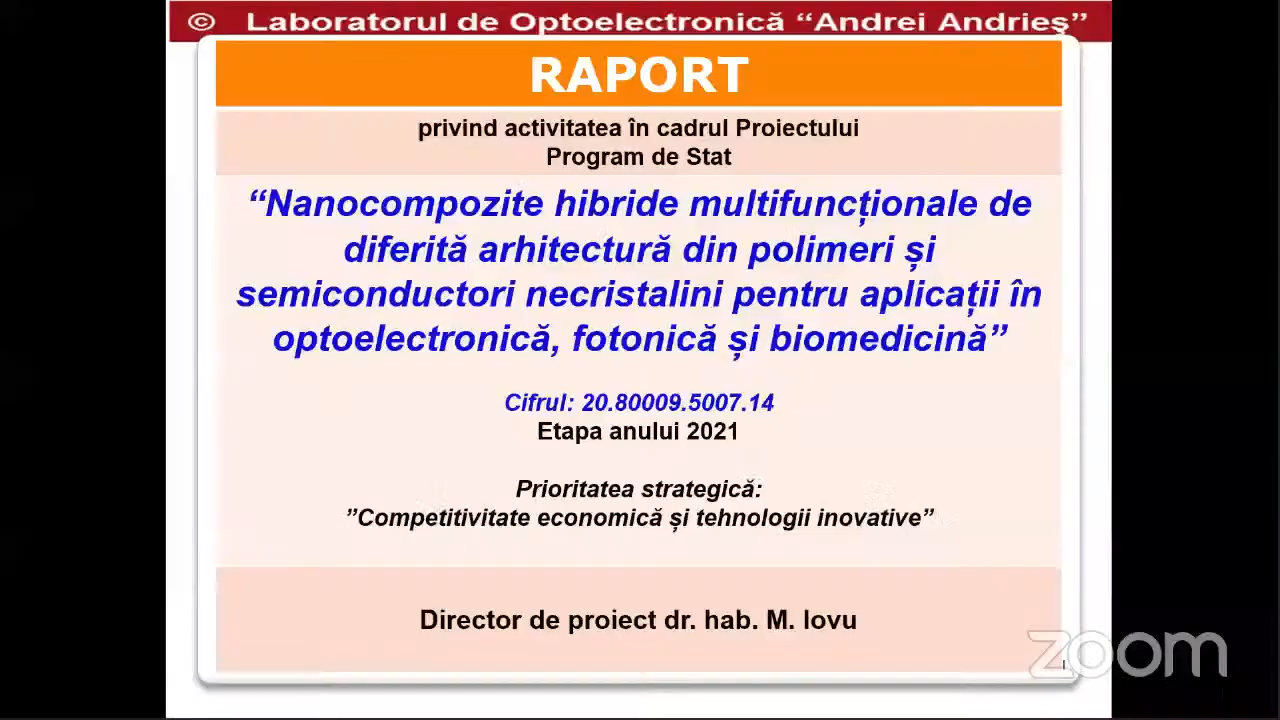 © Laboratorul de Optoelectronică “Andrei Andrieş”
RAPORT
privind activitatea în cadrul Proiectului
Program de Stat
“Nanocompozite hibride multifuncționale de
diferită arhitectură din polimeri și
semiconductori necristalini pentru aplicații în
optoelectronică, fotonică și biomedicină”
Cifrul: 20.80009.5007.14
Etapa anului 2021
Prioritatea strategică:
”Competitivitate economică și tehnologii inovative”
Director de proiect dr. hab. M. Iovu
zoom